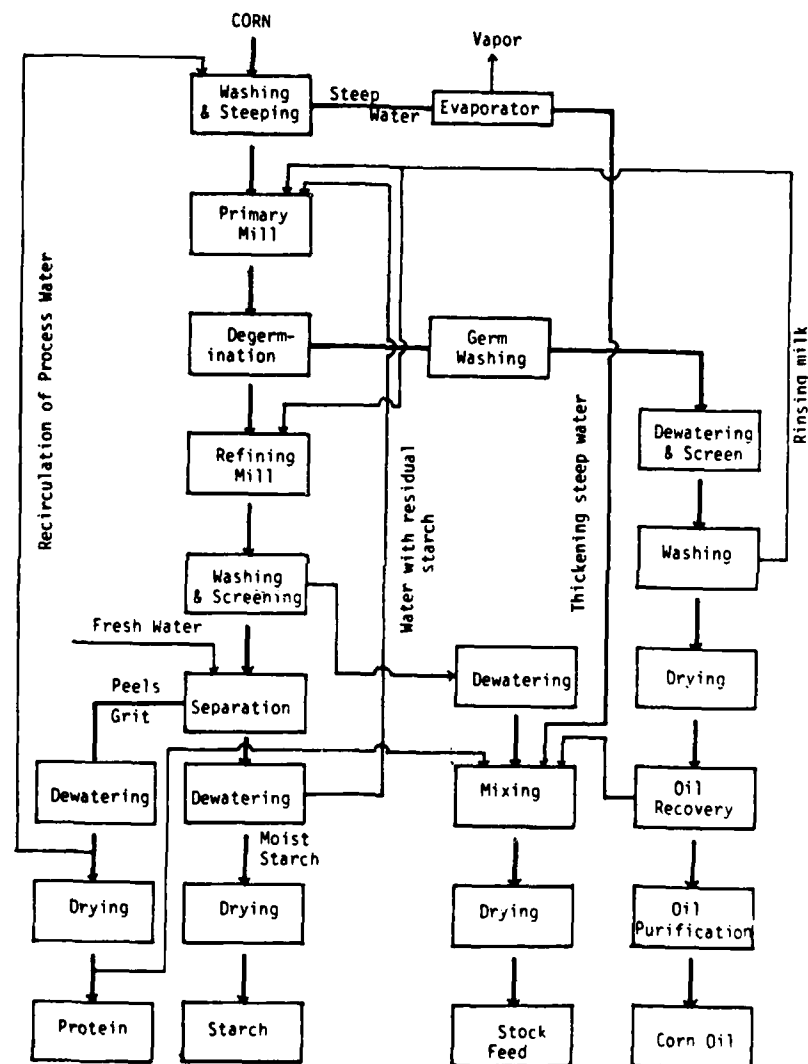 CORN
Vapor
Washing
& Steeping
Steep
Water
Evaporator
Primary
Mill
Degerm-
ination
Germ
Washing
Refining
Mill
Dewatering
& Screen
Washing
& Screening
Washing
Recirculation of Process Water
Water with residual
starch
Thickening steep water
Rinsing milk
Fresh Water
Peels
Grit
Separation
Dewatering
Drying
Dewatering
Dewatering
Mixing
Oil
Recovery
Moist
Starch
Drying
Drying
Drying
Oil
Purification
Protein
Starch
Stock
Feed
Corn Oil